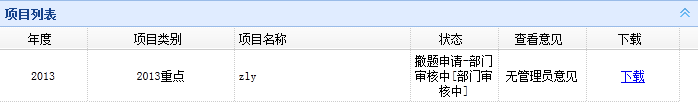 项目列表
年度 项目类别 项目名称 状态 查看意见 下载
2013 2013重点 zly 撤题申请-部门 无管理员意见 下载
审核中[部门审
核中]